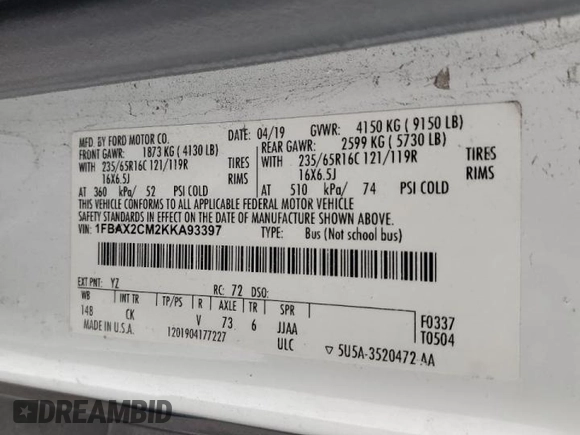 MFD. BY FORD MOTOR CO.
DATE: 04/19 GVWR: 4150 KG ( 9150 LB)
FRONT GAWR: 1873 KG ( 4130 LB) REAR GAWR: 2599 KG ( 5730 LB)
WITH 235/65R16C 121/119R TIRES WITH 235/65R16C 121/119R TIRES
16X6.5J RIMS 16X6.5J RIMS
AT 360 kPa/ 52 PSI COLD AT 510 kPa/ 74 PSI COLD
THIS VEHICLE CONFORMS TO ALL APPLICABLE FEDERAL MOTOR VEHICLE
SAFETY STANDARDS IN EFFECT ON THE DATE OF MANUFACTURE SHOWN ABOVE.
VIN: 1FBAX2CM2KKA93397 TYPE: Bus (Not school bus)
EXT PNT: YZ RC: 72 DSO:
WB INT TR TP/PS R AXLE TR SPR F0337
148 CK V 73 6 JJAA T0504
MADE IN U.S.A. 1201904177227 ULC ▽ 5U5A-3520472 AA
DREAMBID